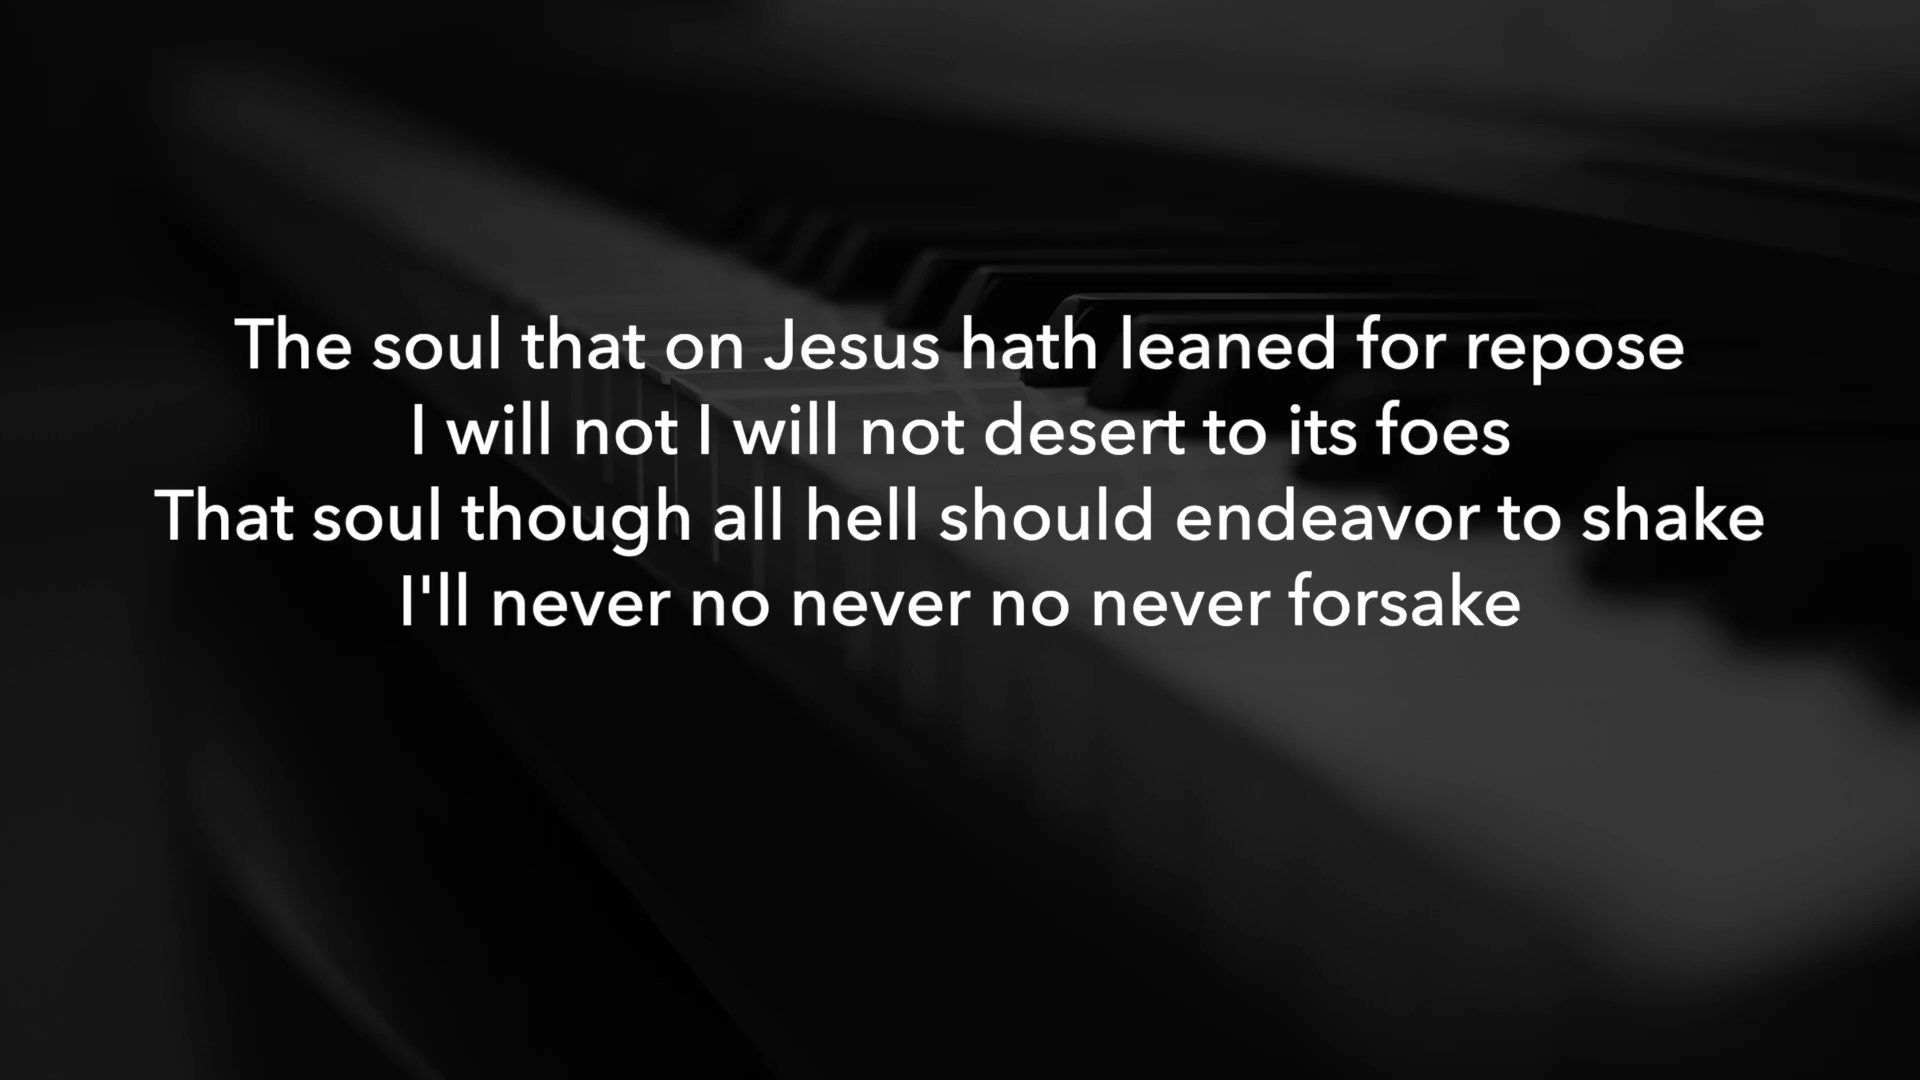 The soul that on Jesus hath leaned for repose
I will not I will not desert to its foes
That soul though all hell should endeavor to shake
I'll never no never no never forsake